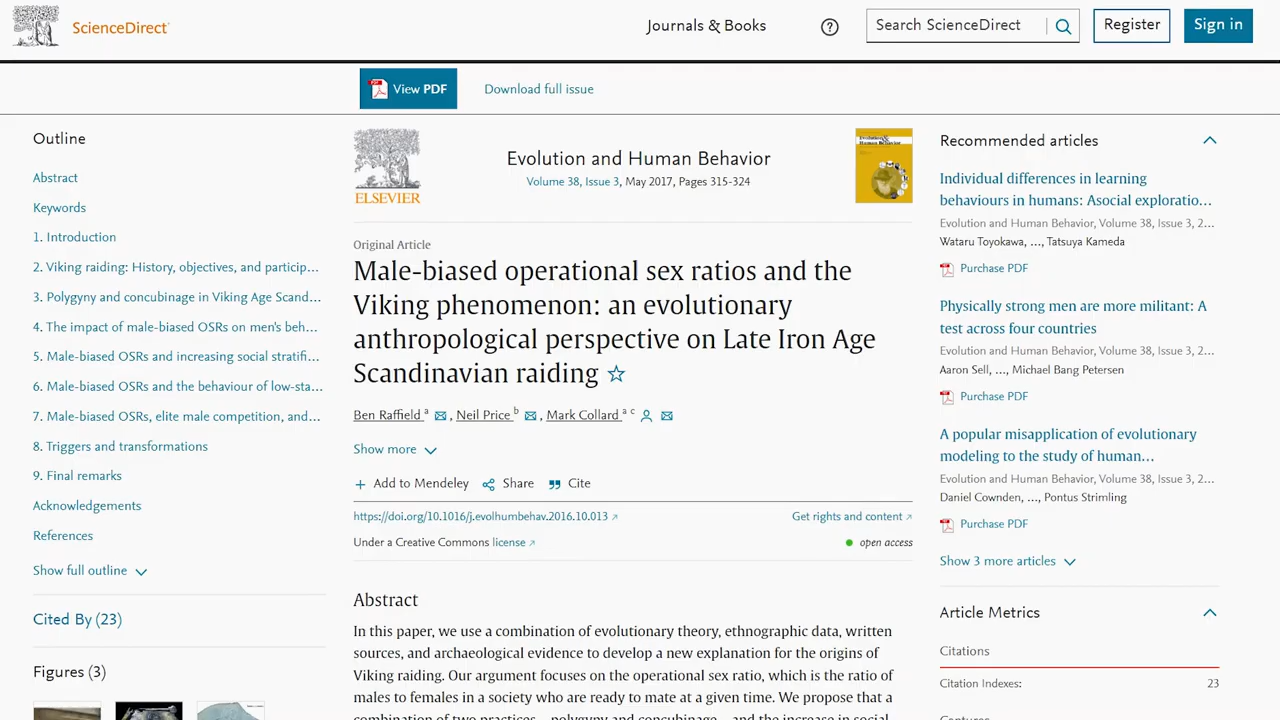 ScienceDirect
Journals & Books
?
Search ScienceDirect
Register
Sign in
View PDF
Download full issue
Outline
Abstract
Keywords
1. Introduction
2. Viking raiding: History, objectives, and particip...
3. Polygyny and concubinage in Viking Age Scand...
4. The impact of male-biased OSRs on men's beh...
5. Male-biased OSRs and increasing social stratifi...
6. Male-biased OSRs and the behaviour of low-sta...
7. Male-biased OSRs, elite male competition, and...
8. Triggers and transformations
9. Final remarks
Acknowledgements
References
Show full outline
Cited By (23)
Figures (3)
ELSEVIER
Evolution and Human Behavior
Volume 38, Issue 3, May 2017, Pages 315-324
Original Article
Male-biased operational sex ratios and the
Viking phenomenon: an evolutionary
anthropological perspective on Late Iron Age
Scandinavian raiding
Ben Raffield a, Neil Price b, Mark Collard a c
Show more
Add to Mendeley Share Cite
https://doi.org/10.1016/j.evolhumbehav.2016.10.013
Get rights and content
Under a Creative Commons license
open access
Abstract
In this paper, we use a combination of evolutionary theory, ethnographic data, written
sources, and archaeological evidence to develop a new explanation for the origins of
Viking raiding. Our argument focuses on the operational sex ratio, which is the ratio of
males to females in a society who are ready to mate at a given time. We propose that a
combination of two practices – polygyny and concubinage – and the increase in social
Recommended articles
Individual differences in learning
behaviours in humans: Asocial exploratio...
Evolution and Human Behavior, Volume 38, Issue 3, 2...
Wataru Toyokawa, ..., Tatsuya Kameda
Purchase PDF
Physically strong men are more militant: A
test across four countries
Evolution and Human Behavior, Volume 38, Issue 3, 2...
Aaron Sell, ..., Michael Bang Petersen
Purchase PDF
A popular misapplication of evolutionary
modeling to the study of human...
Evolution and Human Behavior, Volume 38, Issue 3, 2...
Daniel Cownden, ..., Pontus Strimling
Purchase PDF
Show 3 more articles
Article Metrics
Citations
Citation Indexes: 23
Captures